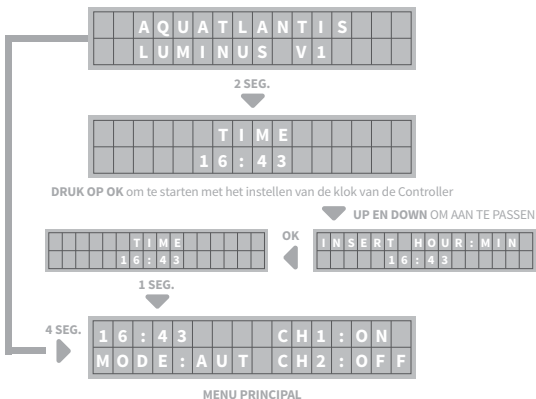 AQUATLANTIS
LUMINUS V1
2 SEG.
TIME
16:43
DRUK OP OK om te starten met het instellen van de klok van de Controller
UP EN DOWN OM AAN TE PASSEN
TIME
16:43
OK
INSERT HOUR:MIN
16:43
1 SEG.
4 SEG.
16:43 CH1:ON
MODE:AUT CH2:OFF
MENU PRINCIPAL